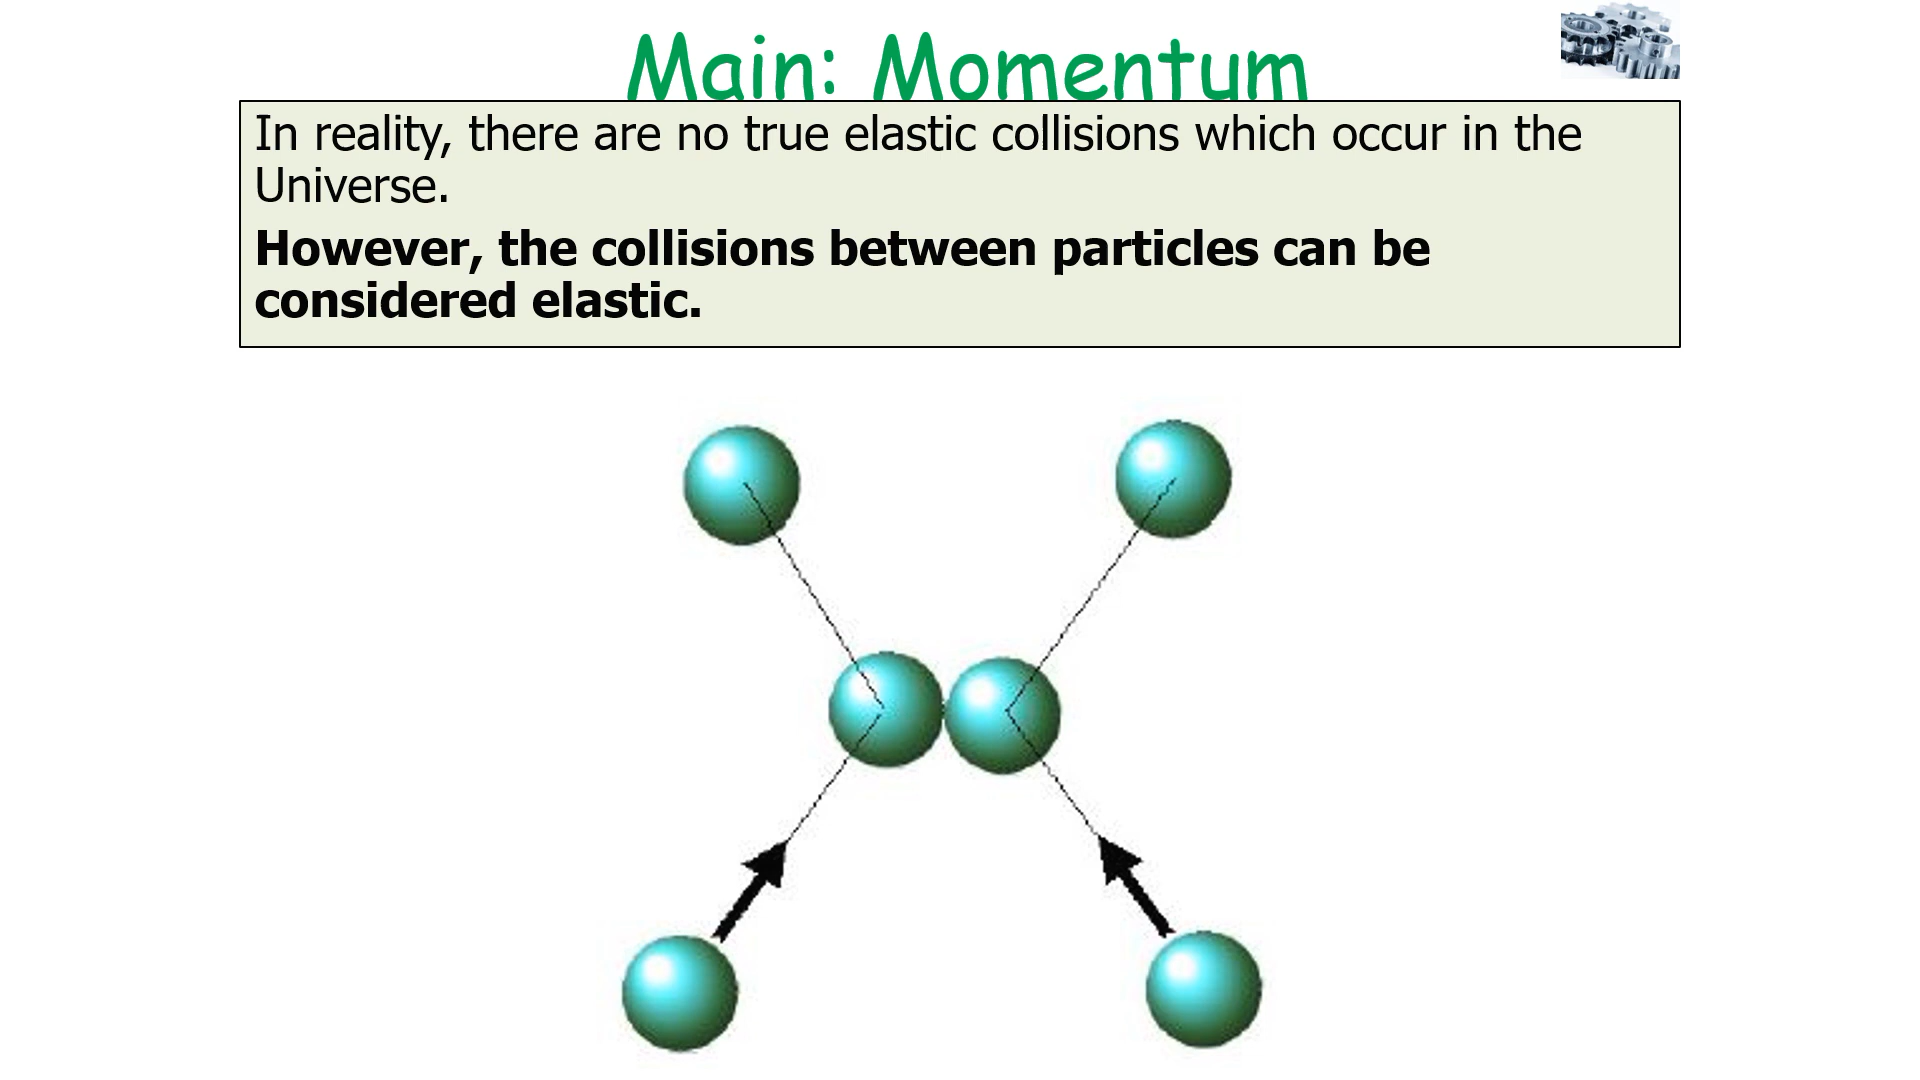 Main: Momentum
In reality, there are no true elastic collisions which occur in the
Universe.
However, the collisions between particles can be
considered elastic.